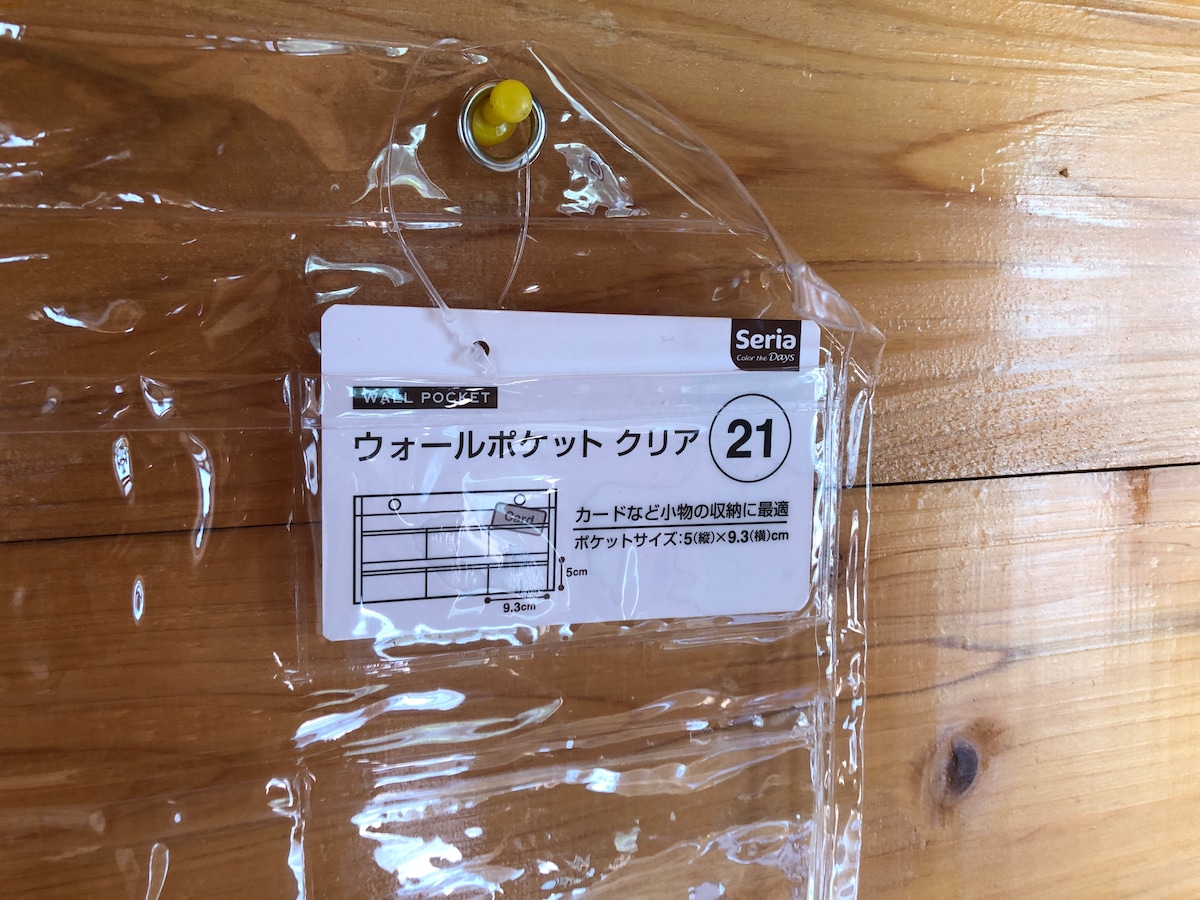 Seria
Color the Days
WALL POCKET
ウォールポケット クリア 21
カードなど小物の収納に最適
ポケットサイズ:5(縦)×9.3(横)cm
Card
5cm
9.3cm